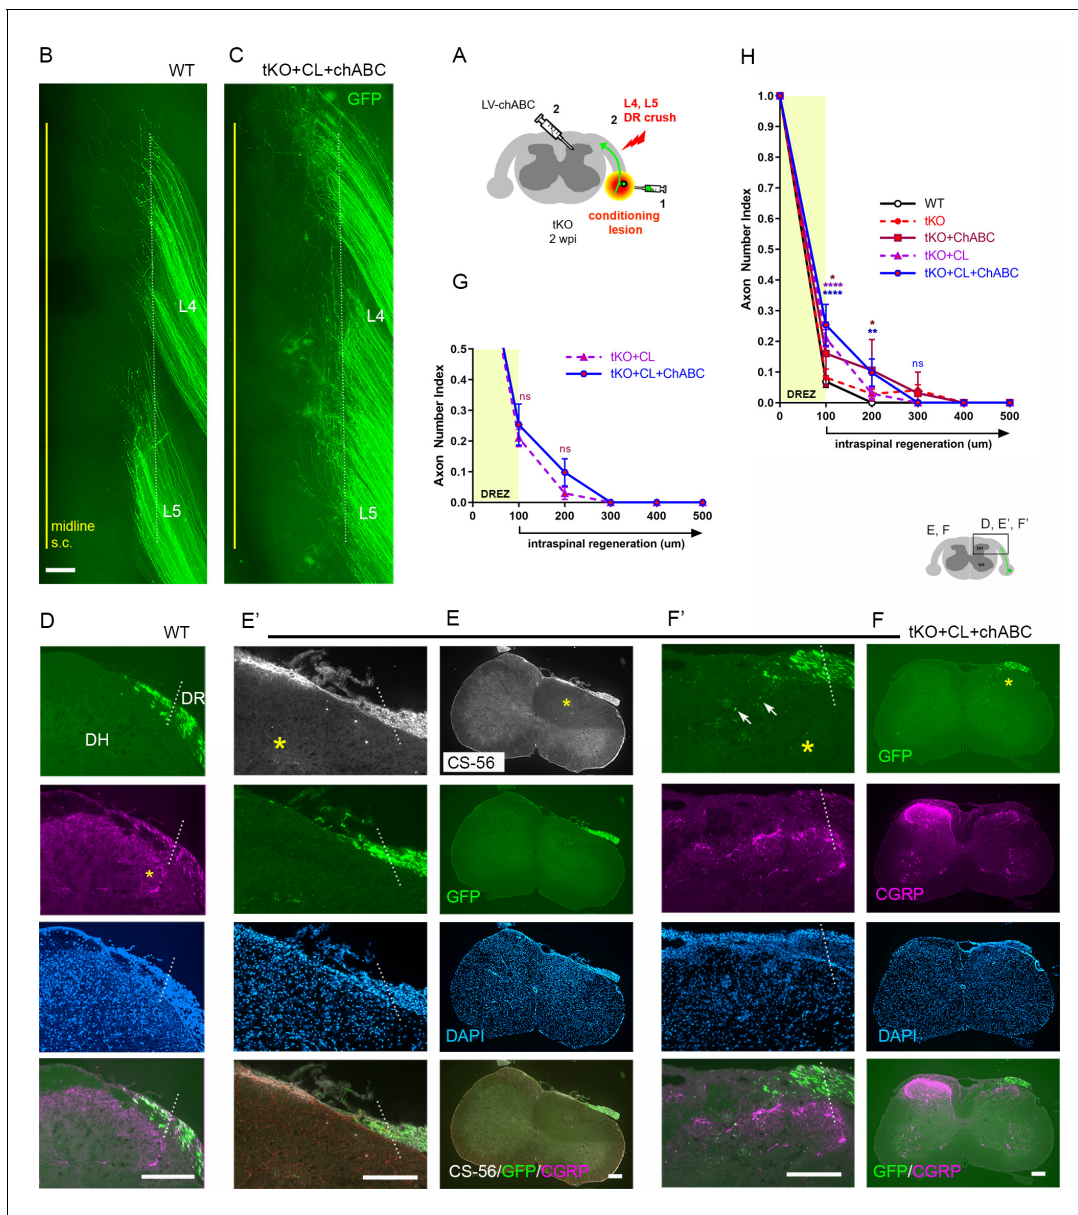 B
WT
C
tKO+CL+chABC
GFP
L4
L5
midline
s.c.
L4
L5
A
LV-chABC
2
2
L4, L5
DR crush
1
conditioning
lesion
tKO
2 wpi
G
Axon Number Index
0.5
0.4
0.3
0.2
0.1
0.0
tKO+CL
tKO+CL+ChABC
ns
ns
DREZ
100
200
300
400
500
intraspinal regeneration (um)
H
Axon Number Index
1.0
0.9
0.8
0.7
0.6
0.5
0.4
0.3
0.2
0.1
0.0
WT
tKO
tKO+ChABC
tKO+CL
tKO+CL+ChABC
*
****
****
*
**
ns
DREZ
100
200
300
400
500
intraspinal regeneration (um)
E, F
D, E', F'
DH
VH
D
WT
E'
E
F'
F
tKO+CL+chABC
DR
DH
*
*
*
CS-56
*
*
GFP
*
GFP
CGRP
DAPI
DAPI
CS-56/GFP/CGRP
GFP/CGRP